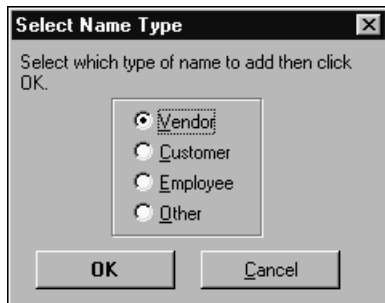 Select Name Type
Select which type of name to add then click
OK.
Vendor
Customer
Employee
Other
OK Cancel